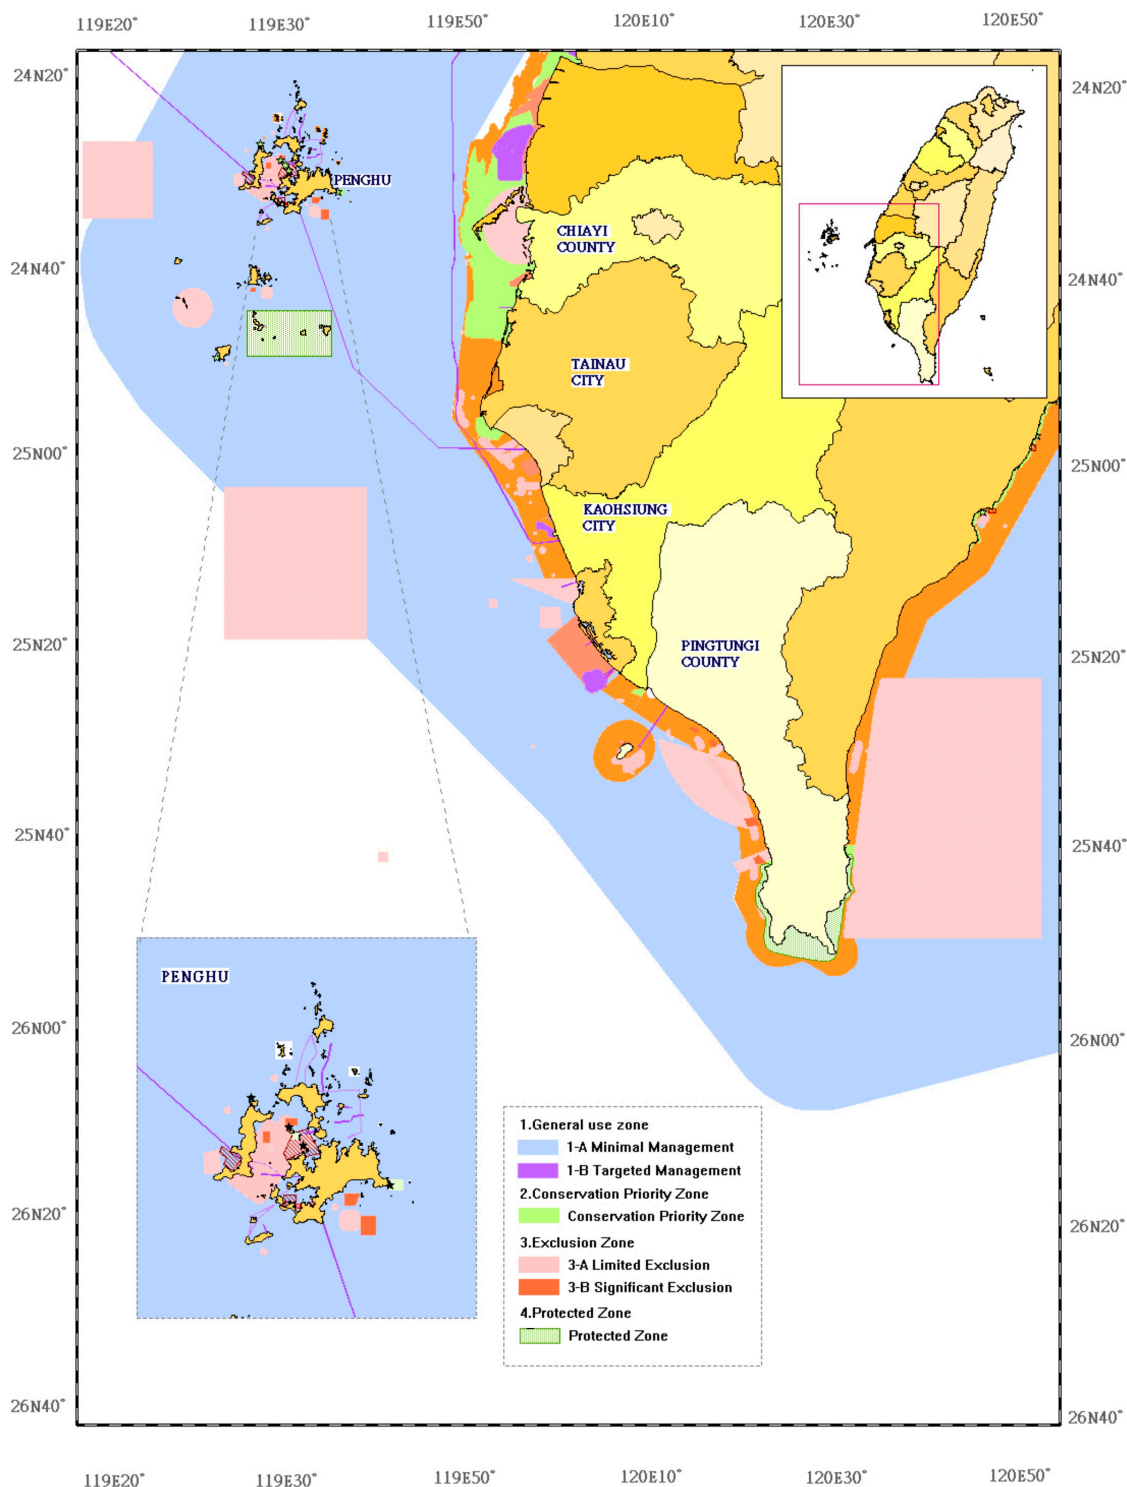 119E20° 119E30° 119E50° 120E10° 120E30° 120E50°
24N20° 24N20°
PENGHU
CHIAYI
COUNTY
24N40° 24N40°
TAINAU
CITY
25N00° 25N00°
KAOHSIUNG
CITY
25N20° 25N20°
PINGTUNGI
COUNTY
25N40° 25N40°
PENGHU
26N00° 26N00°
1.General use zone
1-A Minimal Management
1-B Targeted Management
2.Conservation Priority Zone
Conservation Priority Zone
3.Exclusion Zone
3-A Limited Exclusion
3-B Significant Exclusion
4.Protected Zone
Protected Zone
26N20° 26N20°
26N40° 26N40°
119E20° 119E30° 119E50° 120E10° 120E30° 120E50°